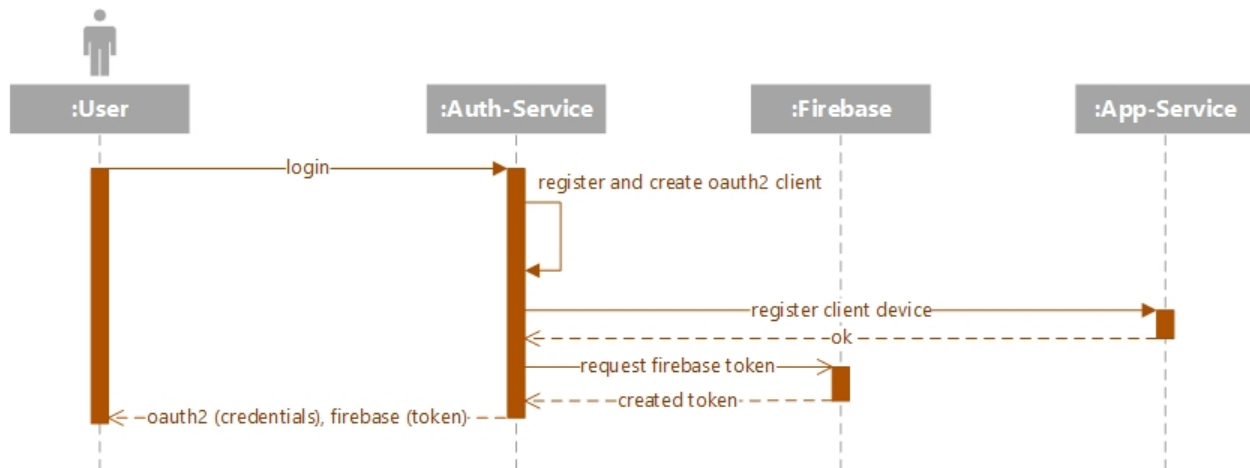 :User
:Auth-Service
:Firebase
:App-Service
login
register and create oauth2 client
register client device
ok
request firebase token
created token
oauth2 (credentials), firebase (token)